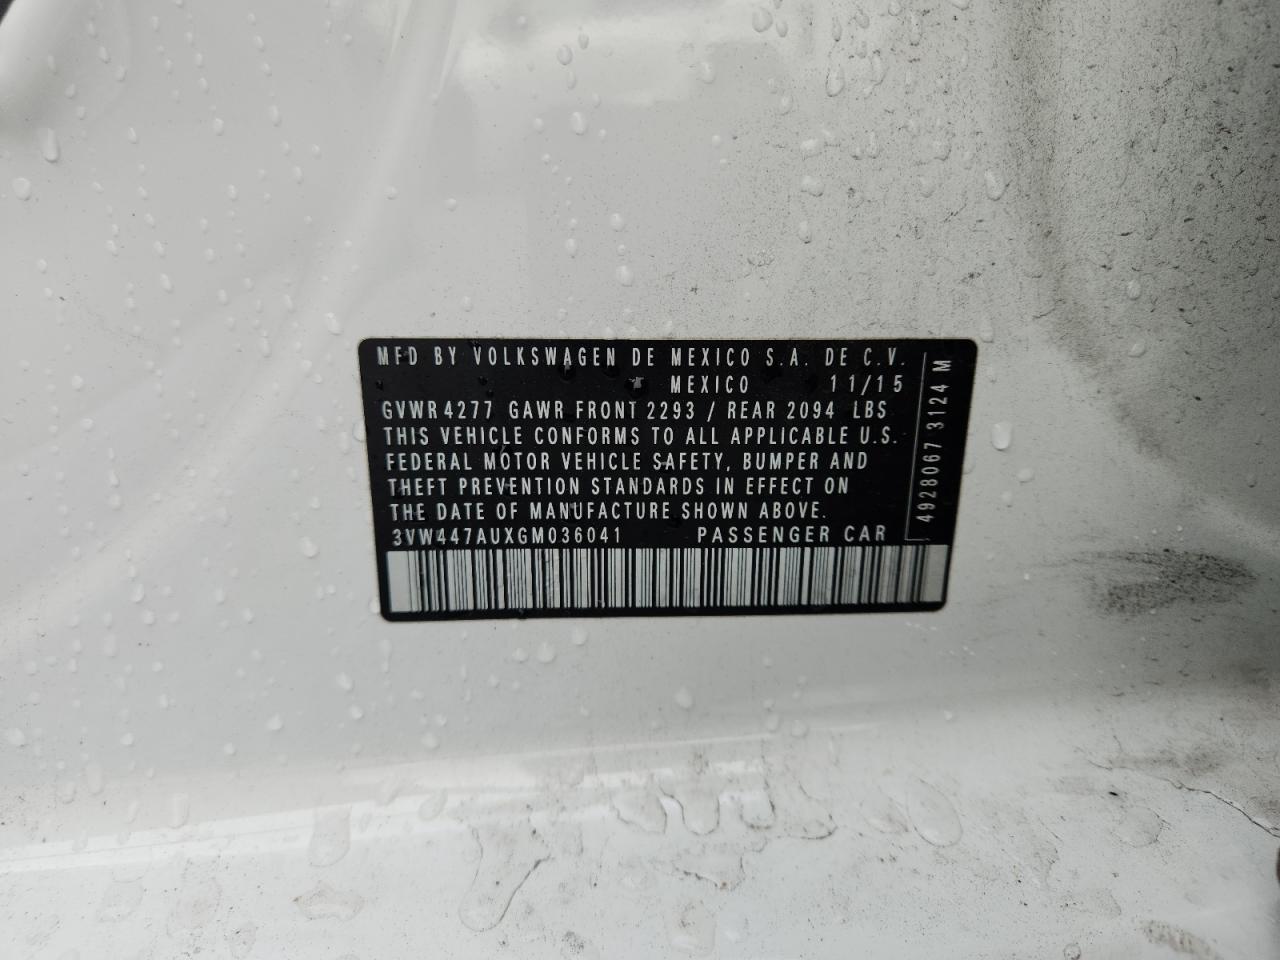 MFD BY VOLKSWAGEN DE MEXICO S.A. DE C.V.
MEXICO 11/15
GVWR 4277 GAWR FRONT 2293 / REAR 2094 LBS
THIS VEHICLE CONFORMS TO ALL APPLICABLE U.S.
FEDERAL MOTOR VEHICLE SAFETY, BUMPER AND
THEFT PREVENTION STANDARDS IN EFFECT ON
THE DATE OF MANUFACTURE SHOWN ABOVE.
3VW447AUXGM036041 PASSENGER CAR
4928067 3124 M